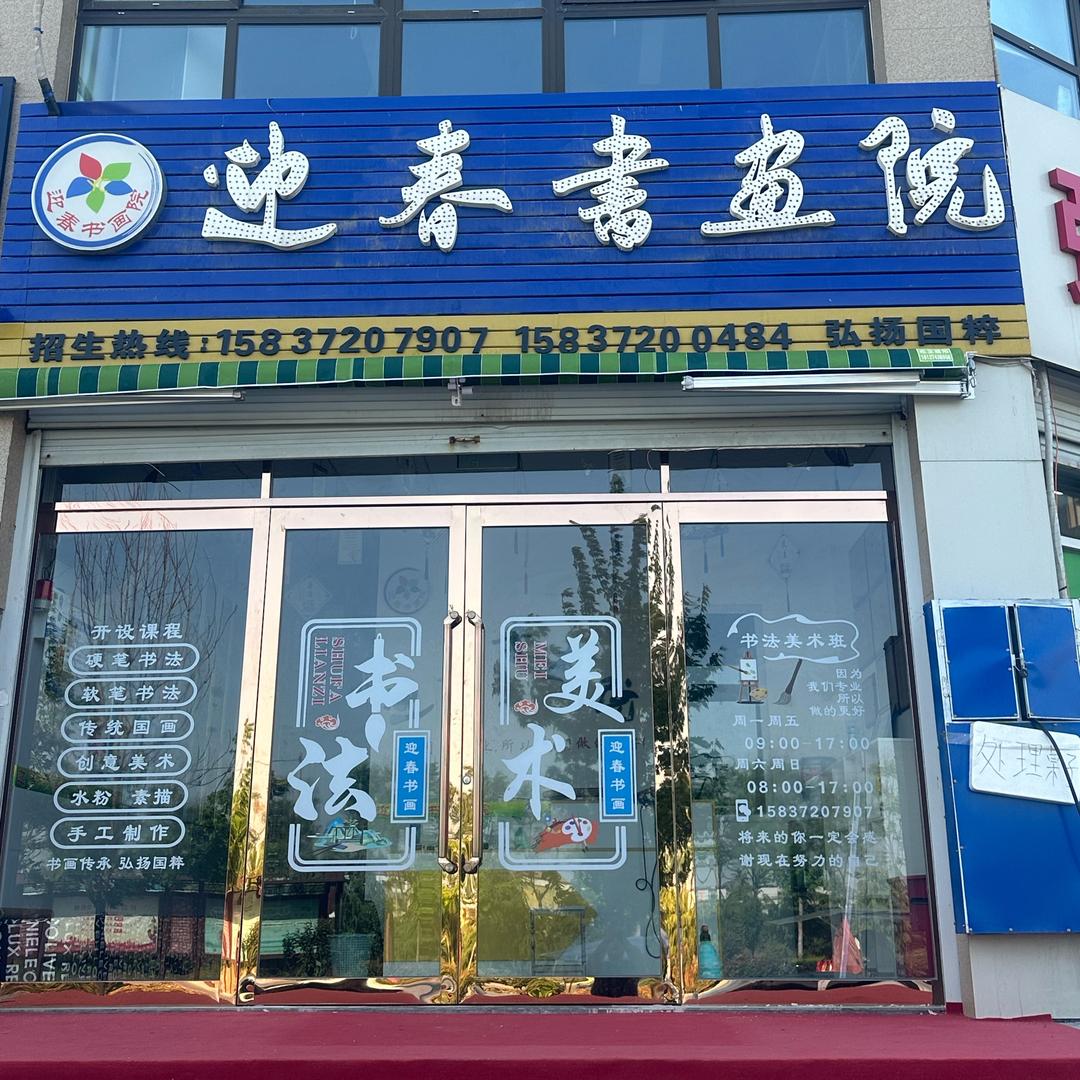 迎春书画院
迎春书画院
招生热线:15837207907 15837200484 弘扬国粹
开设课程
硬笔书法
软笔书法
传统国画
创意美术
水粉 素描
手工制作
书画传承 弘扬国粹
SHUFA
LIANZI
书法
迎春书画
MEI
SHU
美术
迎春书画
书法美术班
因为
我们专业
所以
做的更好
周一周五
09:00-17:00
周六周日
08:00-17:00
15837207907
将来的你一定会感
谢现在努力的自己
处理桌子